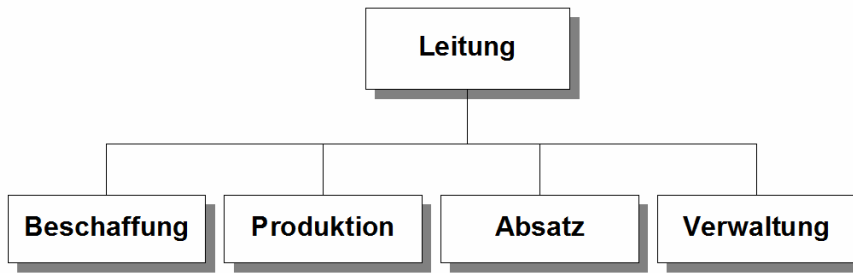 Leitung
Beschaffung
Produktion
Absatz
Verwaltung